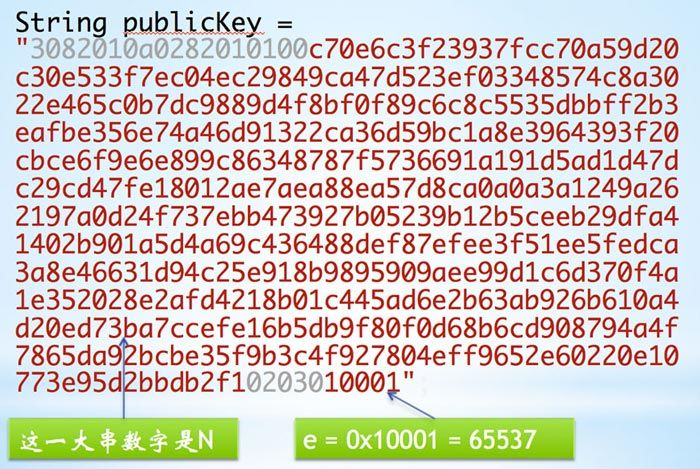 String publicKey =
"3082010a0282010100c70e6c3f23937fcc70a59d20
c30e533f7ec04ec29849ca47d523ef03348574c8a30
22e465c0b7dc9889d4f8bf0f89c6c8c5535dbbff2b3
eafbe356e74a46d91322ca36d59bc1a8e3964393f20
cbce6f9e6e899c86348787f5736691a191d5ad1d47d
c29cd47fe18012ae7aea88ea57d8ca0a0a3a1249a26
2197a0d24f737ebb473927b05239b12b5ceeb29dfa4
1402b901a5d4a69c436488def87efee3f51ee5fedca
3a8e46631d94c25e918b9895909aee99d1c6d370f4a
1e352028e2afd4218b01c445ad6e2b63ab926b610a4
d20ed73ba7ccefe16b5db9f80f0d68b6cd908794a4f
7865da92bcbe35f9b3c4f927804eff9652e60220e10
773e95d2bbdb2f10203010001";
这一大串数字是N
e = 0x10001 = 65537